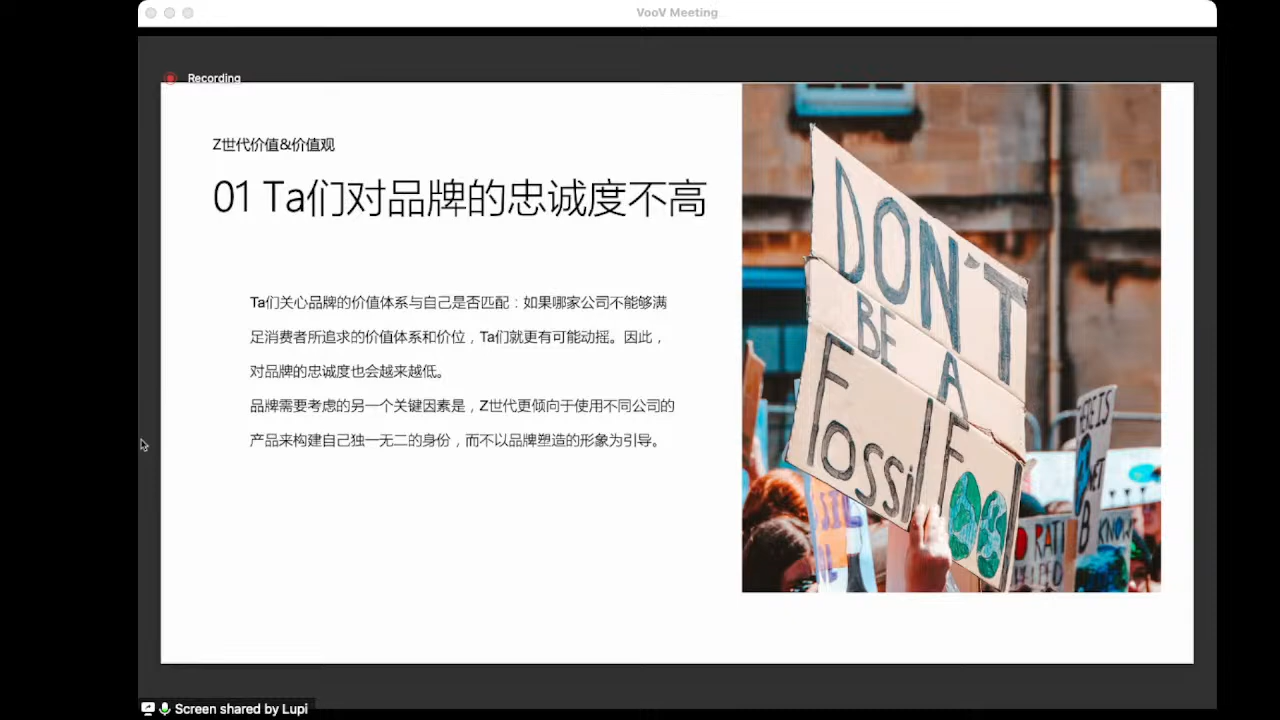 VooV Meeting
Recording
Z世代价值&价值观
01 Ta们对品牌的忠诚度不高
Ta们关心品牌的价值体系与自己是否匹配：如果哪家公司不能够满
足消费者所追求的价值体系和价位，Ta们就更有可能动摇。因此，
对品牌的忠诚度也会越来越低。
品牌需要考虑的另一个关键因素是，Z世代更倾向于使用不同公司的
产品来构建自己独一无二的身份，而不以品牌塑造的形象为引导。
DON'T
BE A
Fossil Fool
B
KNOW
Screen shared by Lupi